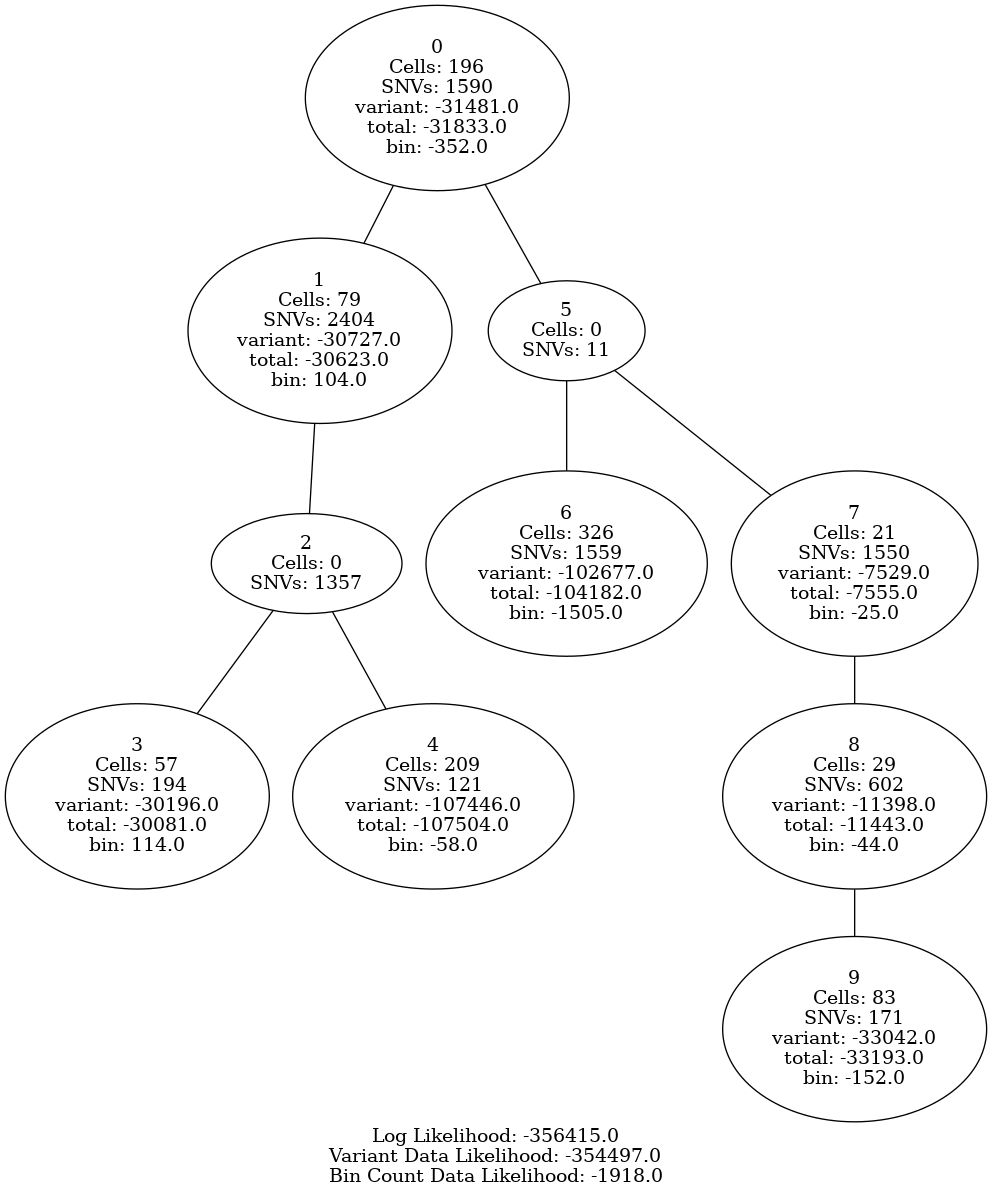 0
Cells: 196
SNVs: 1590
variant: -31481.0
total: -31833.0
bin: -352.0
1
Cells: 79
SNVs: 2404
variant: -30727.0
total: -30623.0
bin: 104.0
5
Cells: 0
SNVs: 11
2
Cells: 0
SNVs: 1357
6
Cells: 326
SNVs: 1559
variant: -102677.0
total: -104182.0
bin: -1505.0
7
Cells: 21
SNVs: 1550
variant: -7529.0
total: -7555.0
bin: -25.0
3
Cells: 57
SNVs: 194
variant: -30196.0
total: -30081.0
bin: 114.0
4
Cells: 209
SNVs: 121
variant: -107446.0
total: -107504.0
bin: -58.0
8
Cells: 29
SNVs: 602
variant: -11398.0
total: -11443.0
bin: -44.0
9
Cells: 83
SNVs: 171
variant: -33042.0
total: -33193.0
bin: -152.0
Log Likelihood: -356415.0
Variant Data Likelihood: -354497.0
Bin Count Data Likelihood: -1918.0